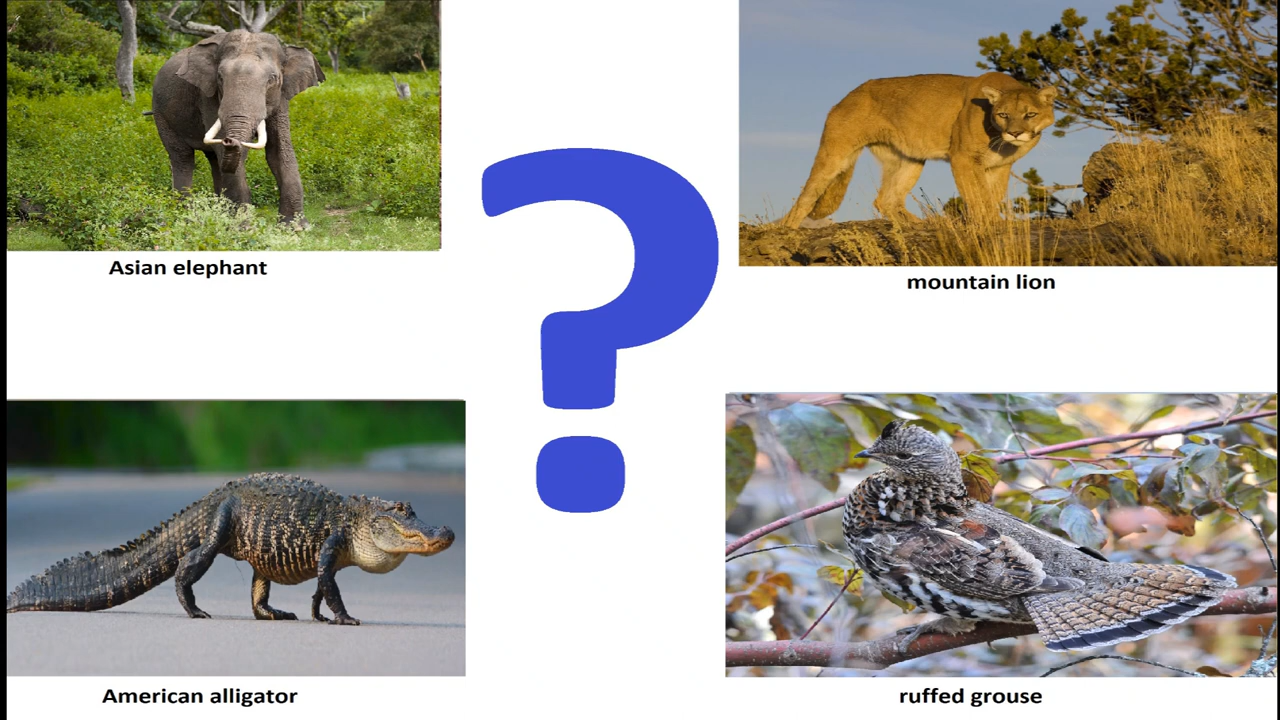 Asian elephant
mountain lion
?
American alligator
ruffed grouse